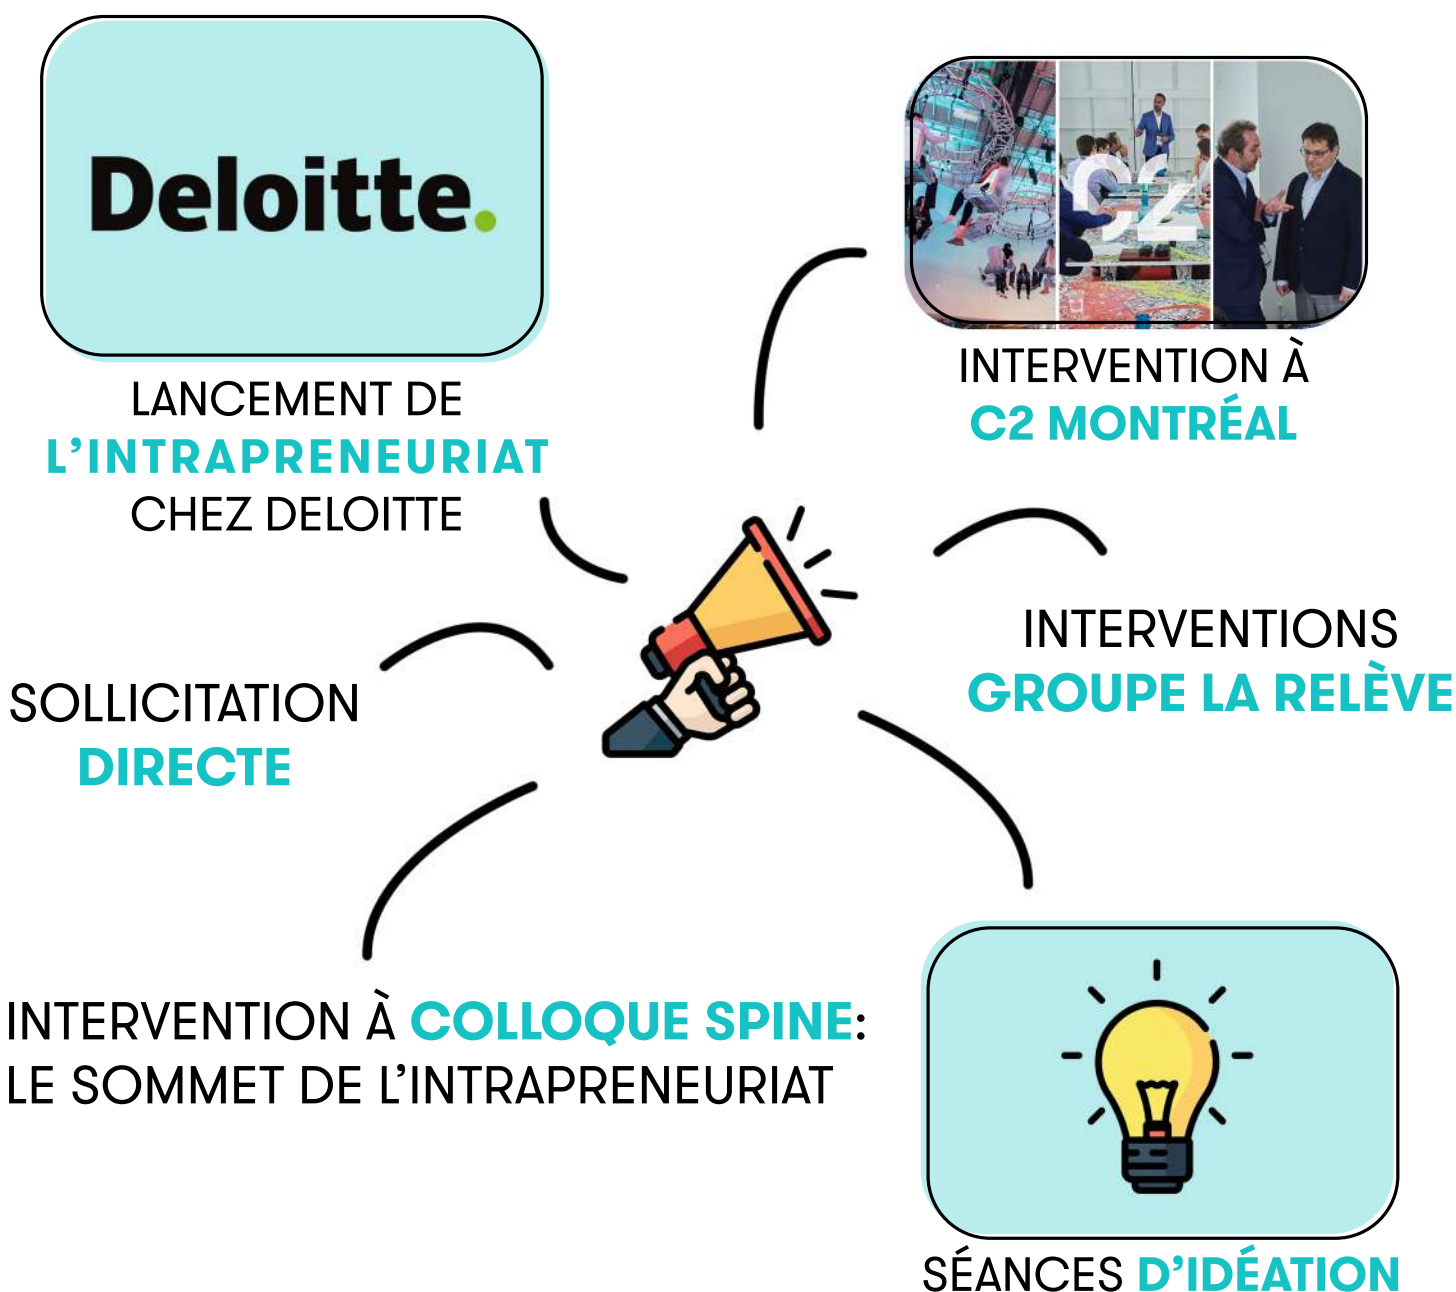 Deloitte.
LANCEMENT DE
L’INTRAPRENEURIAT
CHEZ DELOITTE
C2
INTERVENTION À
C2 MONTRÉAL
INTERVENTIONS
GROUPE LA RELÈVE
SOLLICITATION
DIRECTE
INTERVENTION À COLLOQUE SPINE:
LE SOMMET DE L’INTRAPRENEURIAT
SÉANCES D’IDÉATION